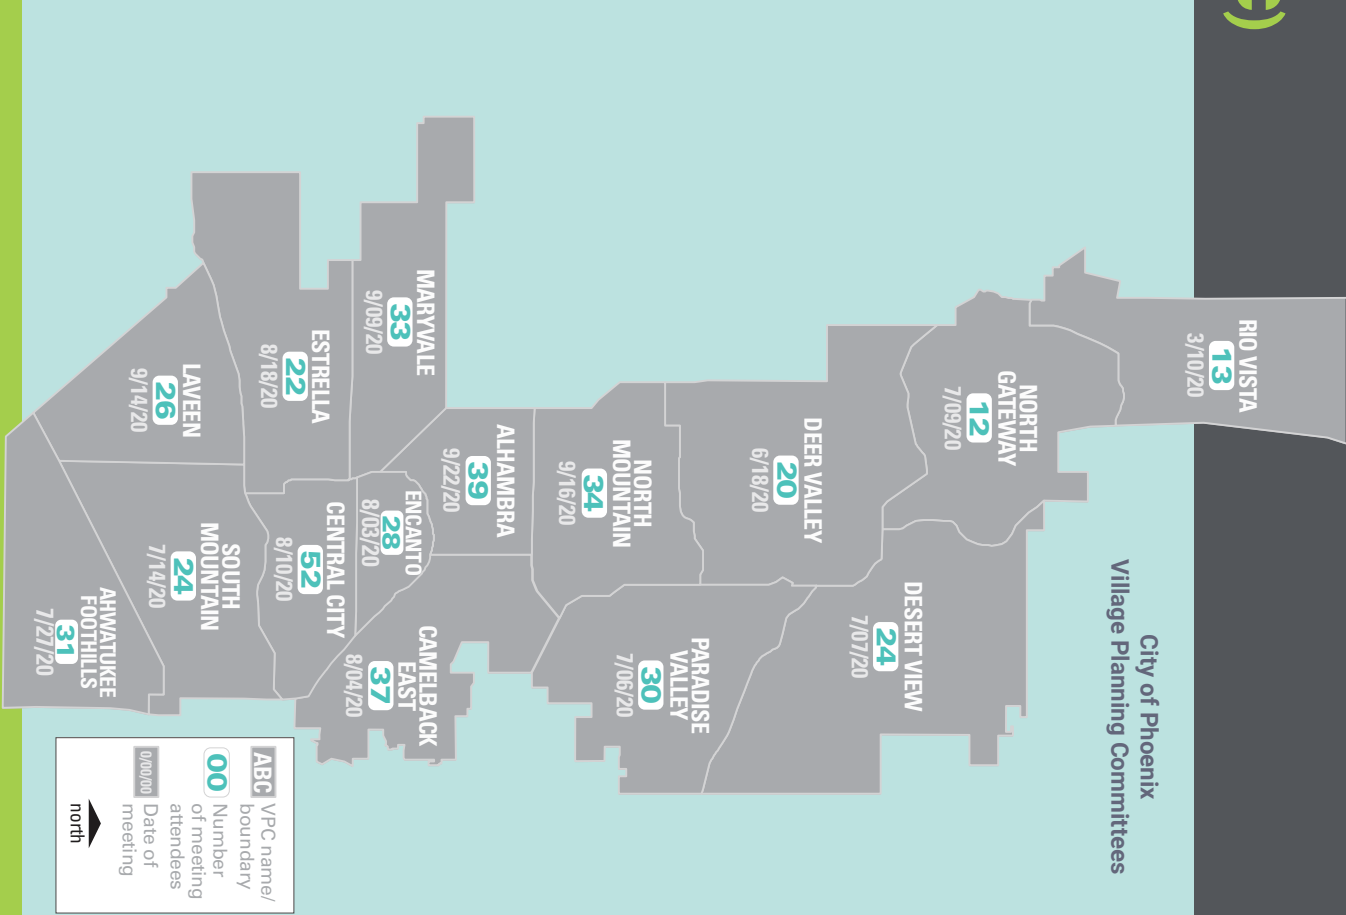 City of Phoenix
Village Planning Committees
RIO VISTA
13
3/10/20
NORTH
GATEWAY
12
7/09/20
DESERT VIEW
24
7/07/20
DEER VALLEY
20
6/18/20
PARADISE
VALLEY
30
7/06/20
NORTH
MOUNTAIN
34
9/16/20
ALHAMBRA
39
9/22/20
MARYVALE
33
9/09/20
ENCANTO
28
8/03/20
CAMELBACK
EAST
37
8/04/20
ESTRELLA
22
8/18/20
CENTRAL CITY
52
8/10/20
LAVEEN
26
9/14/20
SOUTH
MOUNTAIN
24
7/14/20
AHWATUKEE
FOOTHILLS
31
7/27/20
ABC VPC name/
boundary
00 Number
of meeting
attendees
0/00/00 Date of
meeting
north